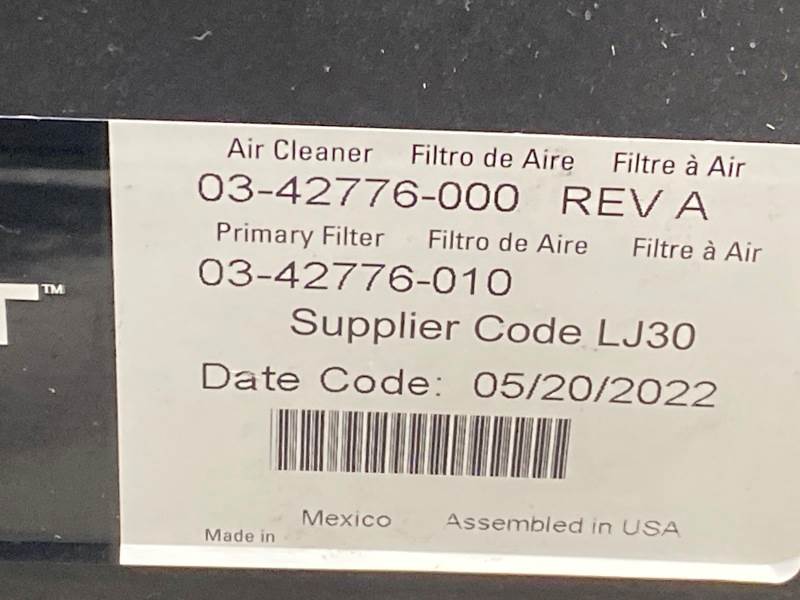 Air Cleaner Filtro de Aire Filtre à Air
03-42776-000 REV A
Primary Filter Filtro de Aire Filtre à Air
03-42776-010
T™
Supplier Code LJ30
Date Code: 05/20/2022
Made in Mexico Assembled in USA